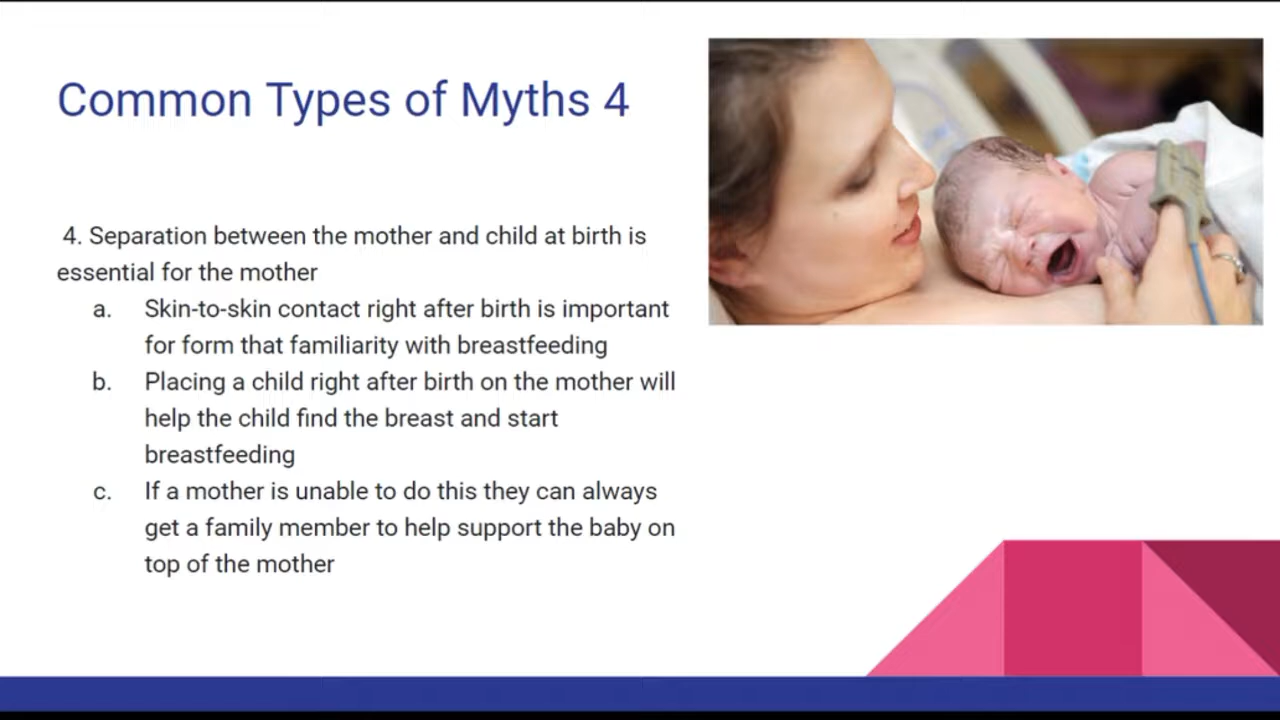 Common Types of Myths 4
4. Separation between the mother and child at birth is
essential for the mother
a. Skin-to-skin contact right after birth is important
for form that familiarity with breastfeeding
b. Placing a child right after birth on the mother will
help the child find the breast and start
breastfeeding
c. If a mother is unable to do this they can always
get a family member to help support the baby on
top of the mother